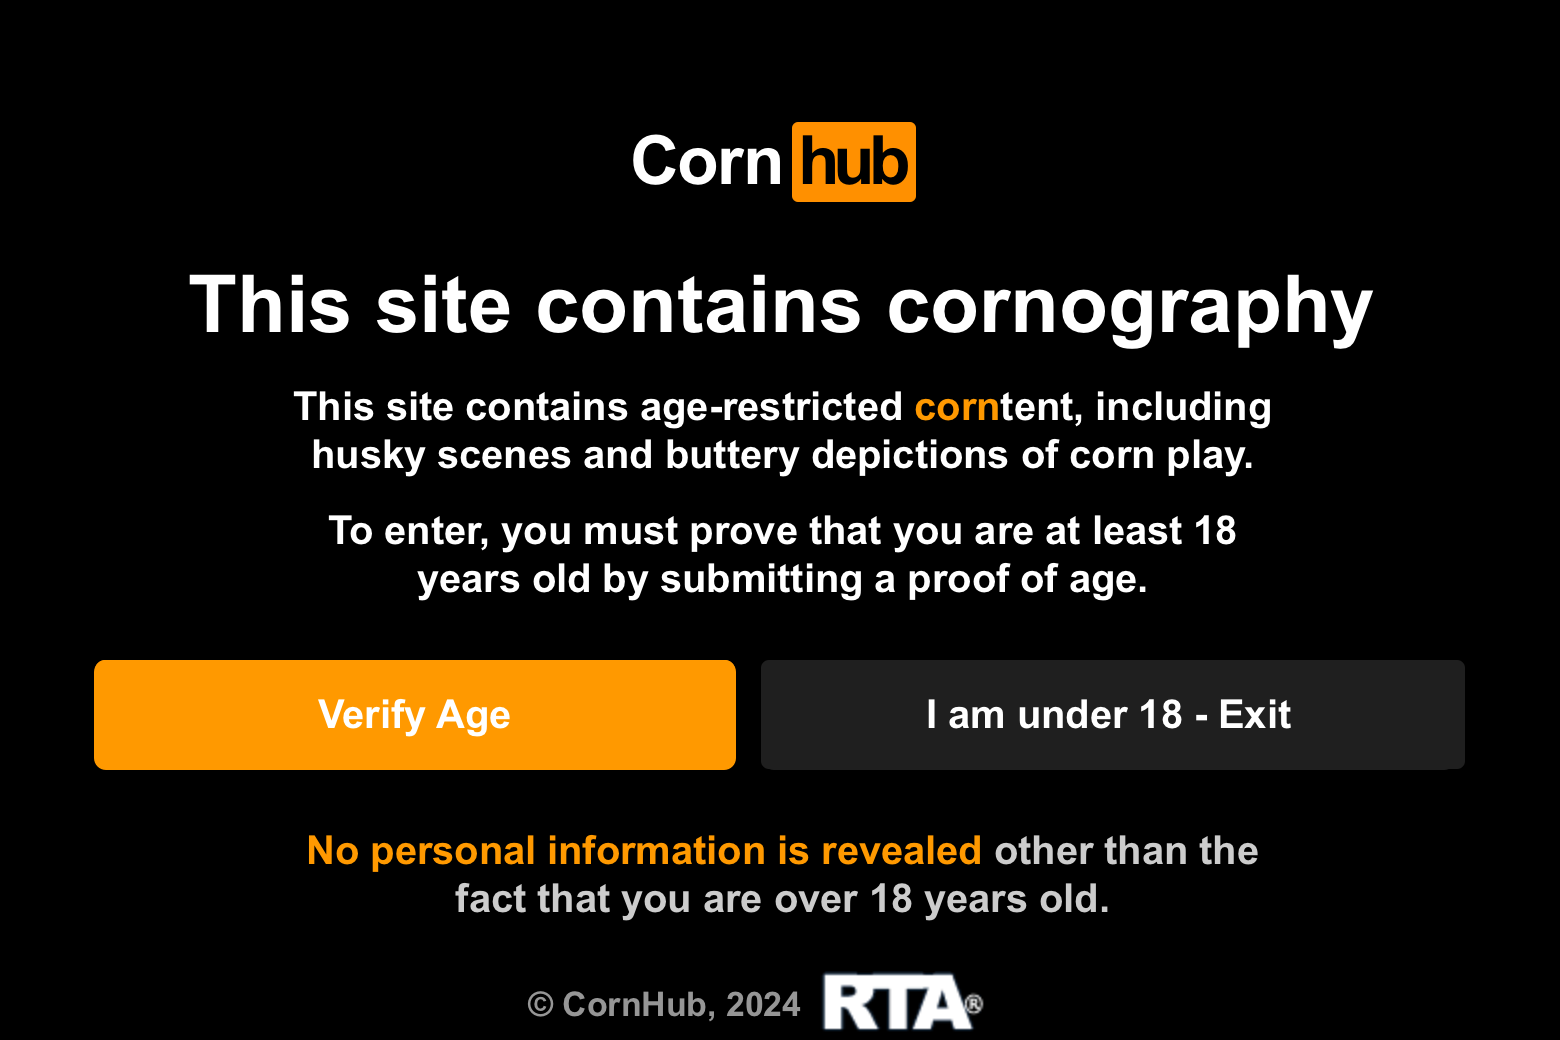 Corn hub
This site contains cornography
This site contains age-restricted corntent, including
husky scenes and buttery depictions of corn play.
To enter, you must prove that you are at least 18
years old by submitting a proof of age.
Verify Age
I am under 18 - Exit
No personal information is revealed other than the
fact that you are over 18 years old.
© CornHub, 2024 RTA®